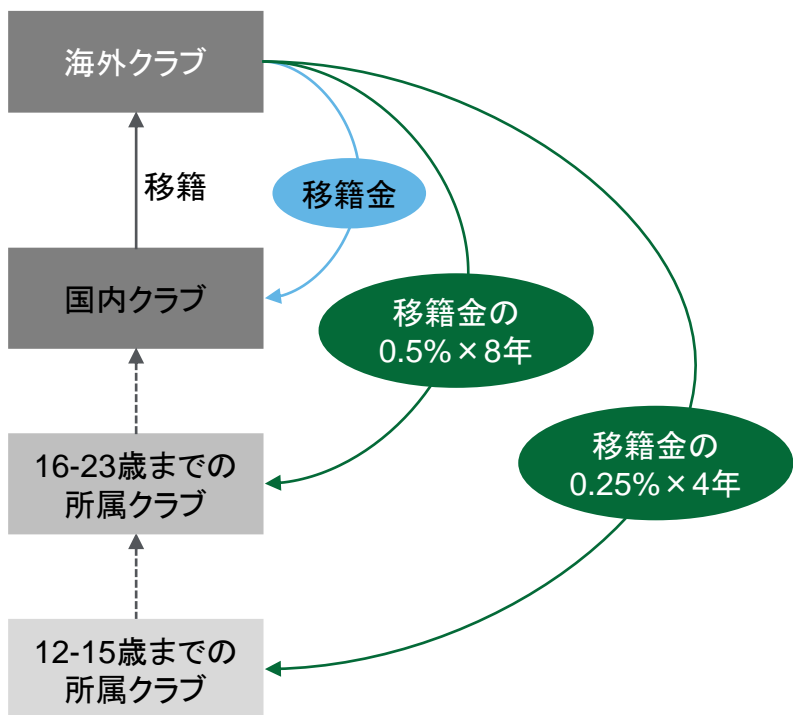 海外クラブ
移籍
移籍金
国内クラブ
移籍金の
0.5%×8年
16-23歳までの
所属クラブ
移籍金の
0.25%×4年
12-15歳までの
所属クラブ